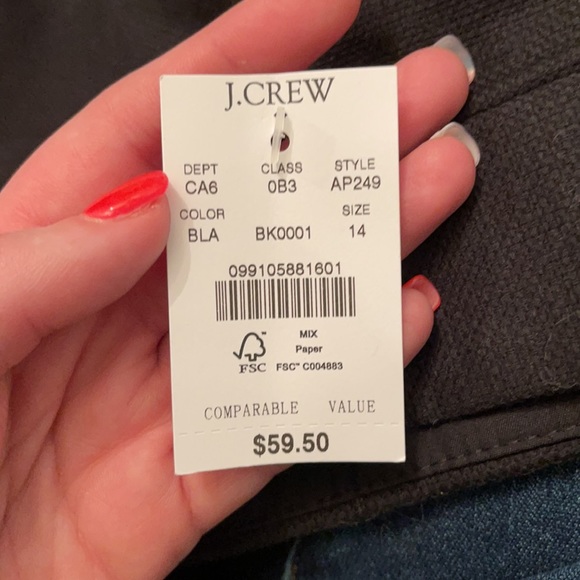 J.CREW
DEPT CLASS STYLE
CA6 0B3 AP249
COLOR SIZE
BLA BK0001 14
099105881601
MIX
Paper
FSC™ FSC™ C004883
COMPARABLE VALUE
$59.50